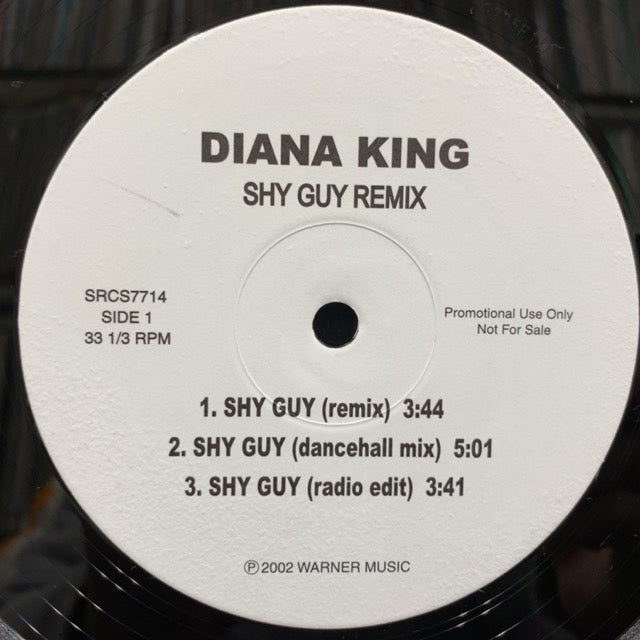 DIANA KING
SHY GUY REMIX
SRCS7714
SIDE 1
33 1/3 RPM
Promotional Use Only
Not For Sale
1. SHY GUY (remix) 3:44
2. SHY GUY (dancehall mix) 5:01
3. SHY GUY (radio edit) 3:41
℗ 2002 WARNER MUSIC